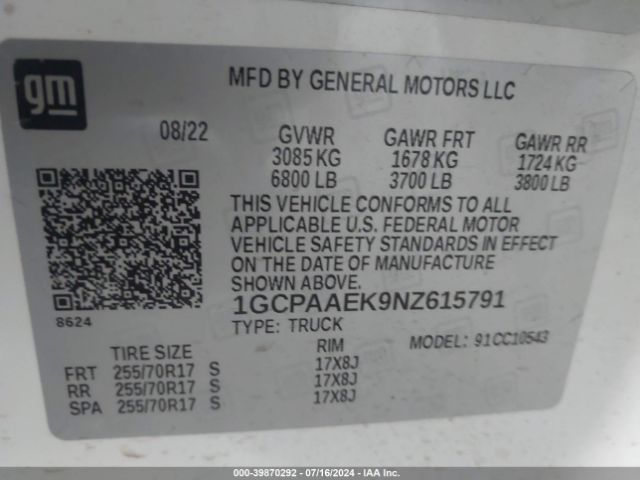 gm
MFD BY GENERAL MOTORS LLC
08/22 GVWR GAWR FRT GAWR RR
3085 KG 1678 KG 1724 KG
6800 LB 3700 LB 3800 LB
THIS VEHICLE CONFORMS TO ALL
APPLICABLE U.S. FEDERAL MOTOR
VEHICLE SAFETY STANDARDS IN EFFECT
ON THE DATE OF MANUFACTURE
SHOWN ABOVE.
8624 1GCPAAEK9NZ615791
TYPE: TRUCK MODEL: 91CC10543
TIRE SIZE RIM
FRT 255/70R17 S 17X8J
RR 255/70R17 S 17X8J
SPA 255/70R17 S 17X8J
000-39870292 - 07/16/2024 - IAA Inc.